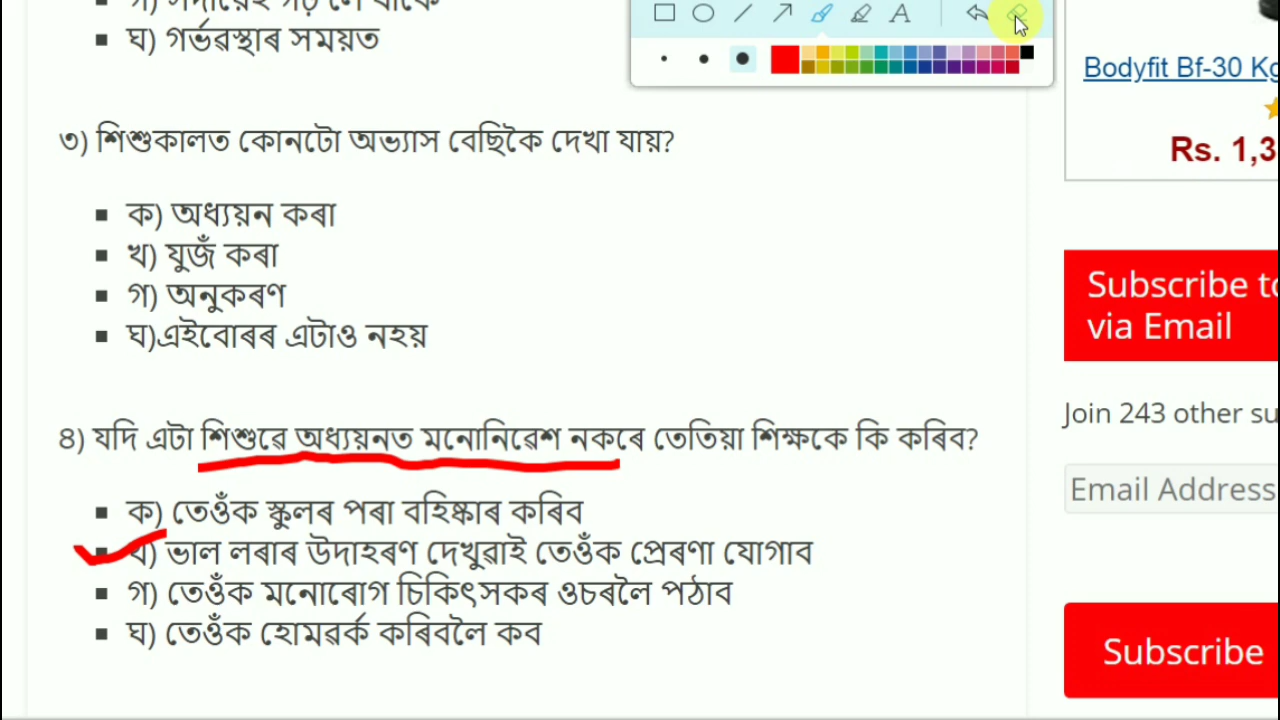 ঘ) গৰ্ভৱস্থাৰ সময়ত
৩) শিশুকালত কোনটো অভ্যাস বেছিকৈ দেখা যায়?
ক) অধ্যয়ন কৰা
খ) যুজঁ কৰা
গ) অনুকৰণ
ঘ)এইবোৰৰ এটাও নহয়
৪) যদি এটা শিশুৱে অধ্যয়নত মনোনিৱেশ নকৰে তেতিয়া শিক্ষকে কি কৰিব?
ক) তেওঁক স্কুলৰ পৰা বহিষ্কাৰ কৰিব
খ) ভাল লৰাৰ উদাহৰণ দেখুৱাই তেওঁক প্ৰেৰণা যোগাব
গ) তেওঁক মনোৰোগ চিকিৎসকৰ ওচৰলৈ পঠাব
ঘ) তেওঁক হোমৱৰ্ক কৰিবলৈ কব
A
Bodyfit Bf-30 Kg
Rs. 1,3
Subscribe to
via Email
Join 243 other su
Email Address
Subscribe